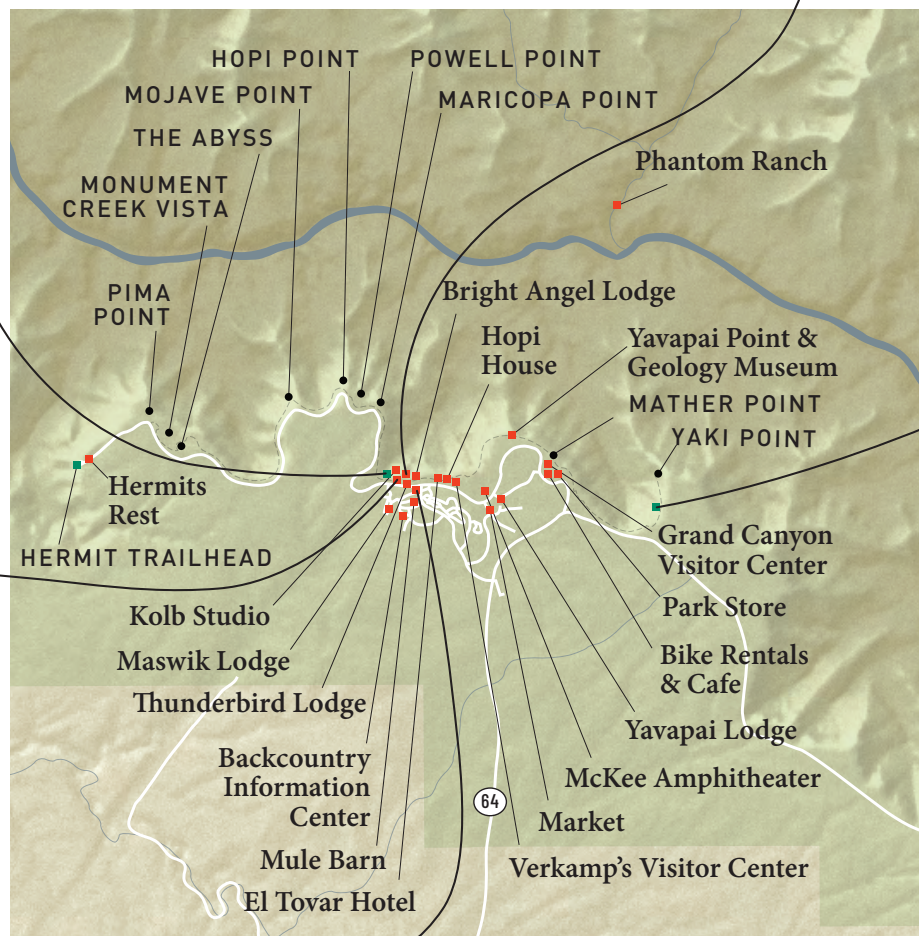 HOPI POINT
POWELL POINT
MOJAVE POINT
MARICOPA POINT
THE ABYSS
Phantom Ranch
MONUMENT
CREEK VISTA
PIMA
POINT
Bright Angel Lodge
Hopi
House
Yavapai Point &
Geology Museum
MATHER POINT
YAKI POINT
Hermits
Rest
HERMIT TRAILHEAD
Grand Canyon
Visitor Center
Kolb Studio
Park Store
Maswik Lodge
Bike Rentals
& Cafe
Thunderbird Lodge
Yavapai Lodge
Backcountry
Information
Center
McKee Amphitheater
64
Market
Mule Barn
Verkamp's Visitor Center
El Tovar Hotel